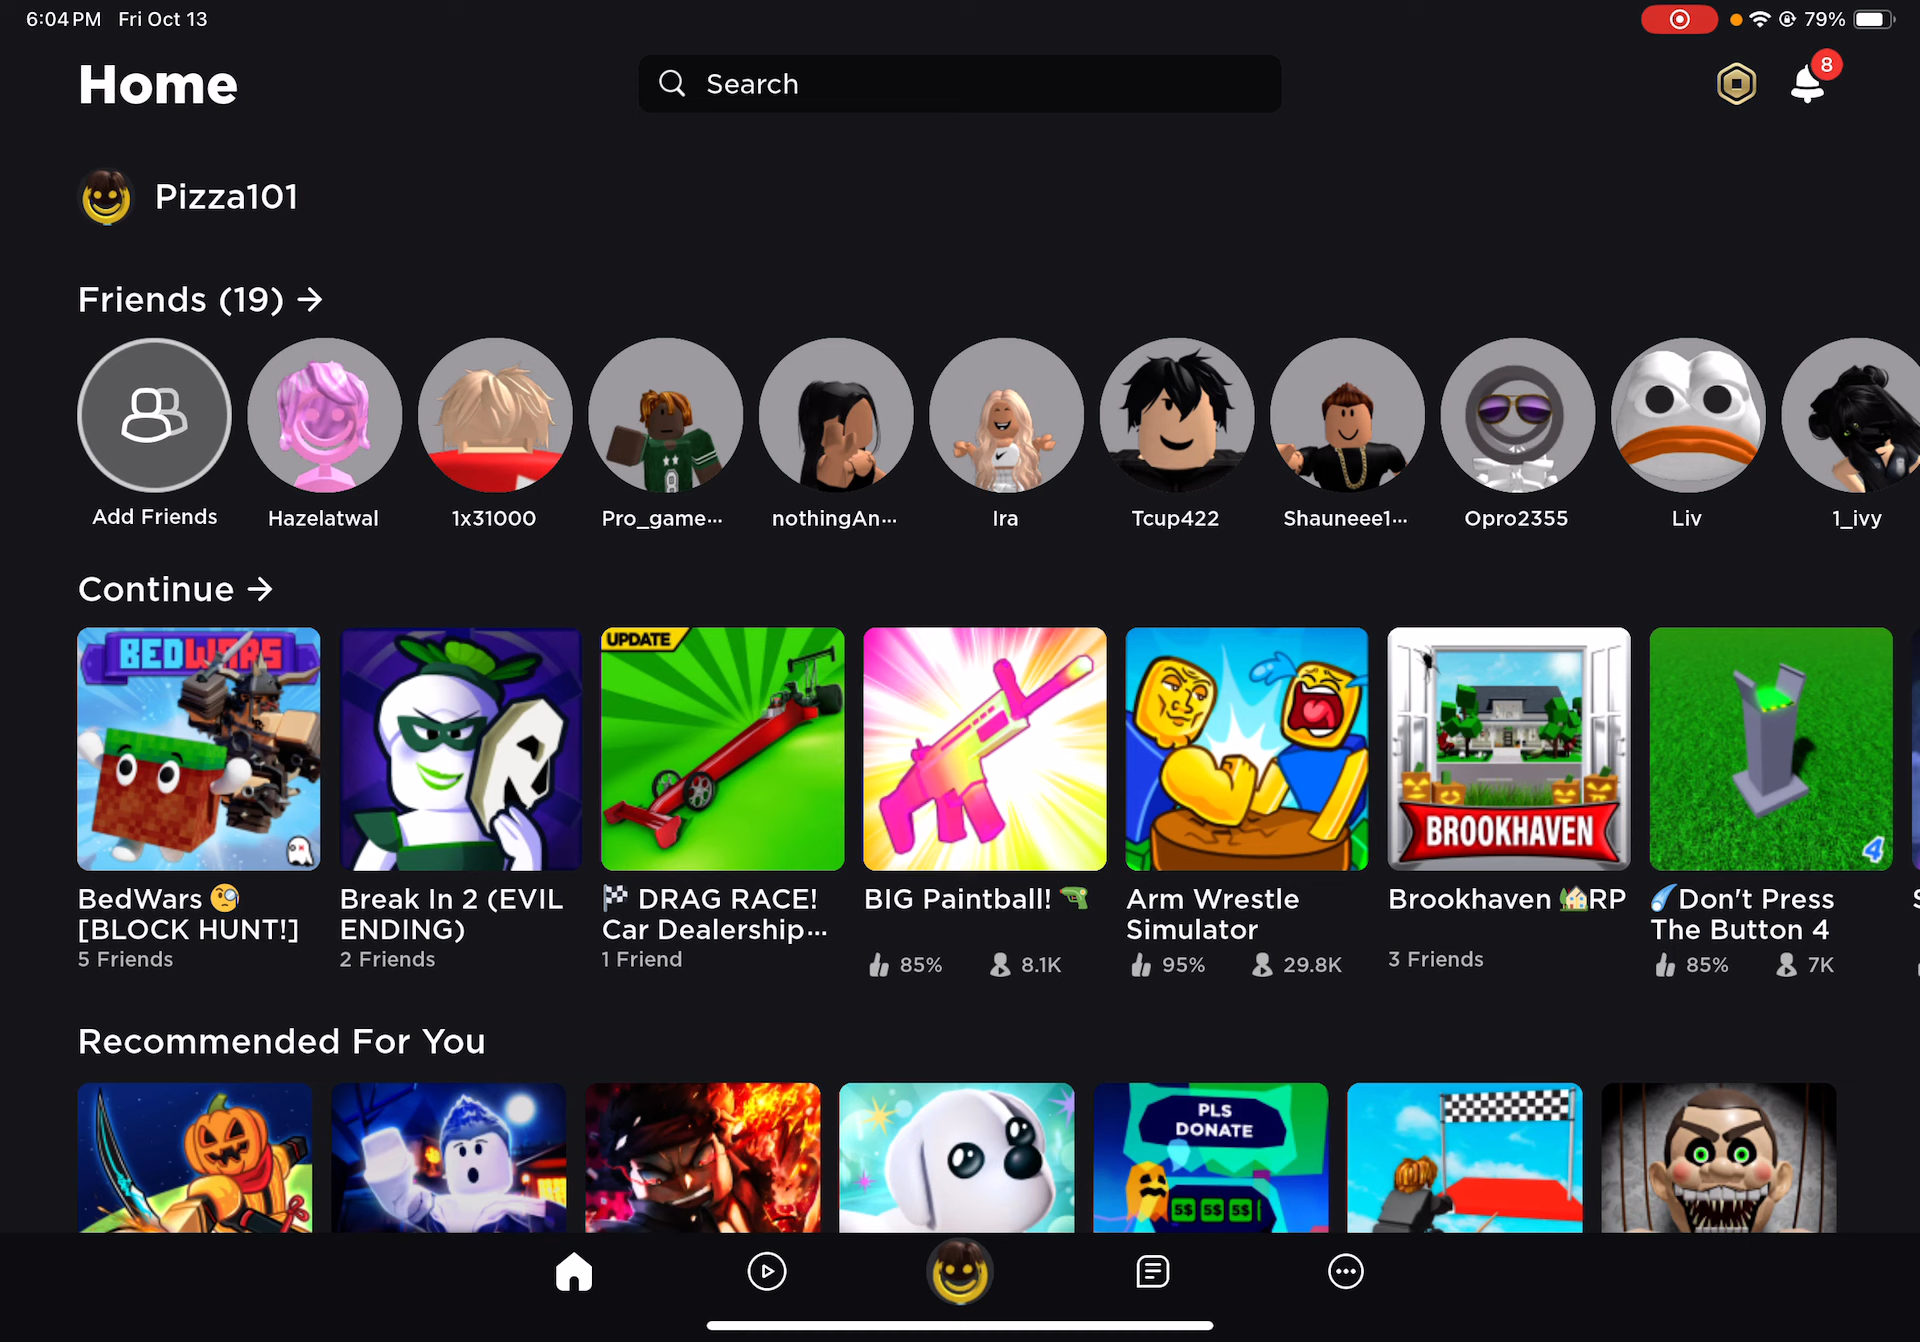 6:04 PM Fri Oct 13
79%
Home
Search
8
Pizza101
Friends (19) →
Add Friends
Hazelatwal
1x31000
Pro_game...
nothingAn...
Ira
Tcup422
Shauneee1...
Opro2355
Liv
1_ivy
Continue →
BEDWARS
UPDATE
BROOKHAVEN
4
BedWars 🧐
[BLOCK HUNT!]
5 Friends
Break In 2 (EVIL
ENDING)
2 Friends
🏁 DRAG RACE!
Car Dealership...
1 Friend
BIG Paintball! 🔫
85% 8.1K
Arm Wrestle
Simulator
95% 29.8K
Brookhaven 🏡RP
3 Friends
☄️Don't Press
The Button 4
85% 7K
Recommended For You
PLS
DONATE
5$ 5$ 5$